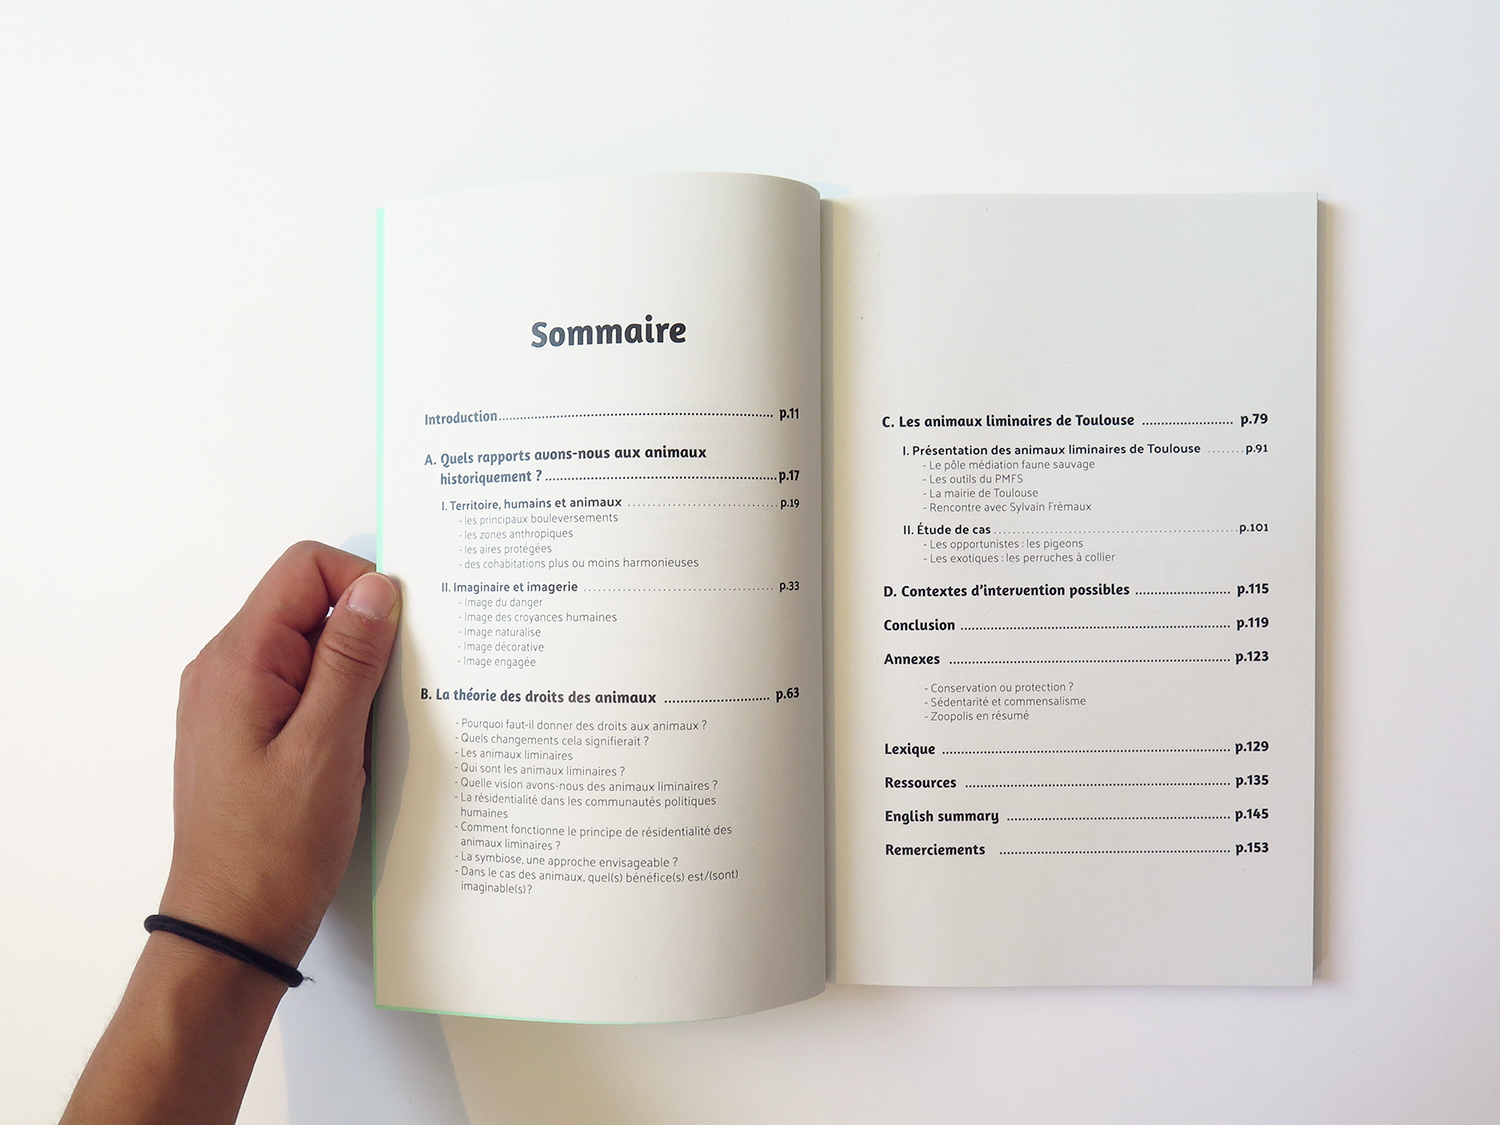 Sommaire
Introduction.................................................................... p.11
A. Quels rapports avons-nous aux animaux
historiquement ? ..........................................................p.17
I. Territoire, humains et animaux .............................. p.19
- les principaux bouleversements
- les zones anthropiques
- les aires protégées
- des cohabitations plus ou moins harmonieuses
II. Imaginaire et imagerie ...................................... p.33
- Image du danger
- Image des croyances humaines
- Image naturalise
- Image décorative
- Image engagée
B. La théorie des droits des animaux .......................... p.63
- Pourquoi faut-il donner des droits aux animaux ?
- Quels changements cela signifierait ?
- Les animaux liminaires
- Qui sont les animaux liminaires ?
- Quelle vision avons-nous des animaux liminaires ?
- La résidentialité dans les communautés politiques
humaines
- Comment fonctionne le principe de résidentialité des
animaux liminaires ?
- La symbiose, une approche envisageable ?
- Dans le cas des animaux, quel(s) bénéfice(s) est/(sont)
imaginable(s)?
C. Les animaux liminaires de Toulouse ...................... p.79
I. Présentation des animaux liminaires de Toulouse .......p.91
- Le pôle médiation faune sauvage
- Les outils du PMFS
- La mairie de Toulouse
- Rencontre avec Sylvain Frémaux
II. Étude de cas .................................................p.101
- Les opportunistes : les pigeons
- Les exotiques : les perruches à collier
D. Contextes d'intervention possibles ....................... p.115
Conclusion .................................................................... p.119
Annexes ....................................................................... p.123
- Conservation ou protection ?
- Sédentarité et commensalisme
- Zoopolis en résumé
Lexique ........................................................................ p.129
Ressources ................................................................... p.135
English summary ......................................................... p.145
Remerciements .......................................................... p.153